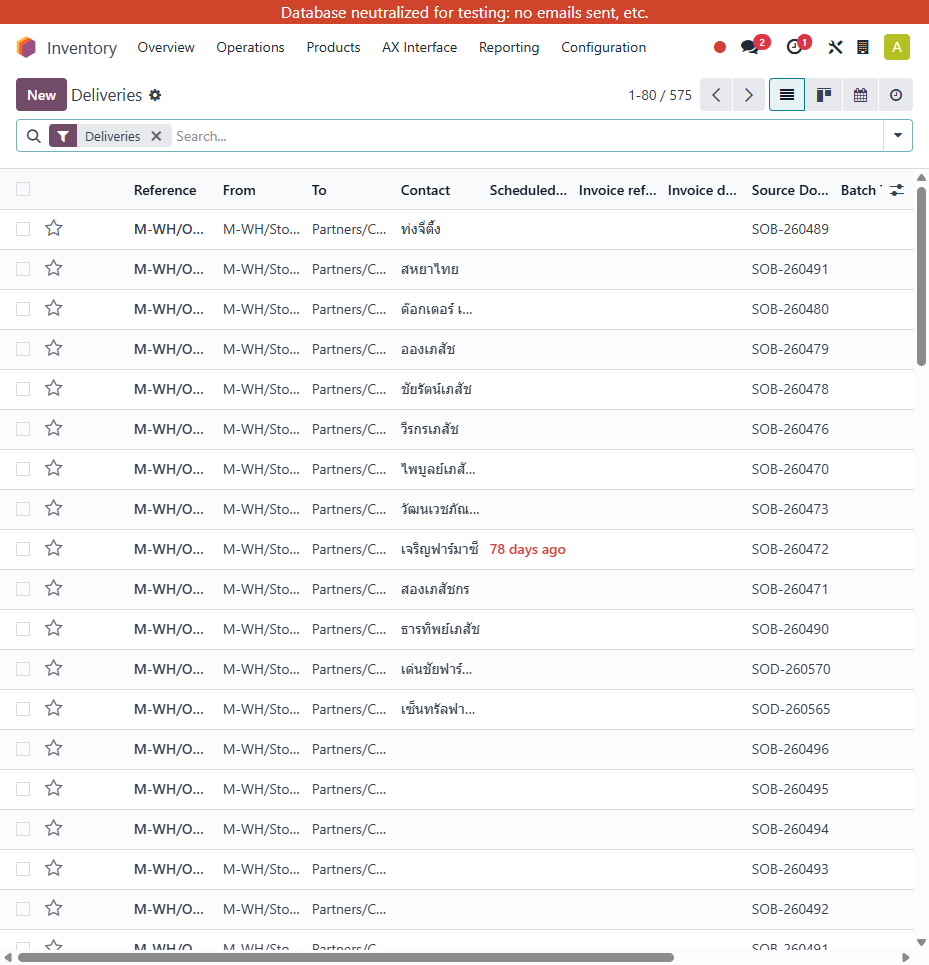 Database neutralized for testing: no emails sent, etc.
Inventory Overview Operations Products AX Interface Reporting Configuration 2 1 A
New Deliveries 1-80 / 575
Deliveries Search...
Reference From To Contact Scheduled... Invoice ref... Invoice d... Source Do... Batch
M-WH/O... M-WH/Sto... Partners/C... ท่งจี่ตึ้ง SOB-260489
M-WH/O... M-WH/Sto... Partners/C... สหยาไทย SOB-260491
M-WH/O... M-WH/Sto... Partners/C... ด๊อกเตอร์ เ... SOB-260480
M-WH/O... M-WH/Sto... Partners/C... อองเภสัช SOB-260479
M-WH/O... M-WH/Sto... Partners/C... ชัยรัตน์เภสัช SOB-260478
M-WH/O... M-WH/Sto... Partners/C... วีรกรเภสัช SOB-260476
M-WH/O... M-WH/Sto... Partners/C... ไพบูลย์เภสั... SOB-260470
M-WH/O... M-WH/Sto... Partners/C... วัฒนเวชภัณ... SOB-260473
M-WH/O... M-WH/Sto... Partners/C... เจริญฟาร์มาซี 78 days ago SOB-260472
M-WH/O... M-WH/Sto... Partners/C... สองเภสัชกร SOB-260471
M-WH/O... M-WH/Sto... Partners/C... ธารทิพย์เภสัช SOB-260490
M-WH/O... M-WH/Sto... Partners/C... เด่นชัยฟาร์... SOD-260570
M-WH/O... M-WH/Sto... Partners/C... เซ็นทรัลฟา... SOD-260565
M-WH/O... M-WH/Sto... Partners/C... SOB-260496
M-WH/O... M-WH/Sto... Partners/C... SOB-260495
M-WH/O... M-WH/Sto... Partners/C... SOB-260494
M-WH/O... M-WH/Sto... Partners/C... SOB-260493
M-WH/O... M-WH/Sto... Partners/C... SOB-260492
M-WH/O... M-WH/Sto... Partners/C... SOB-260491